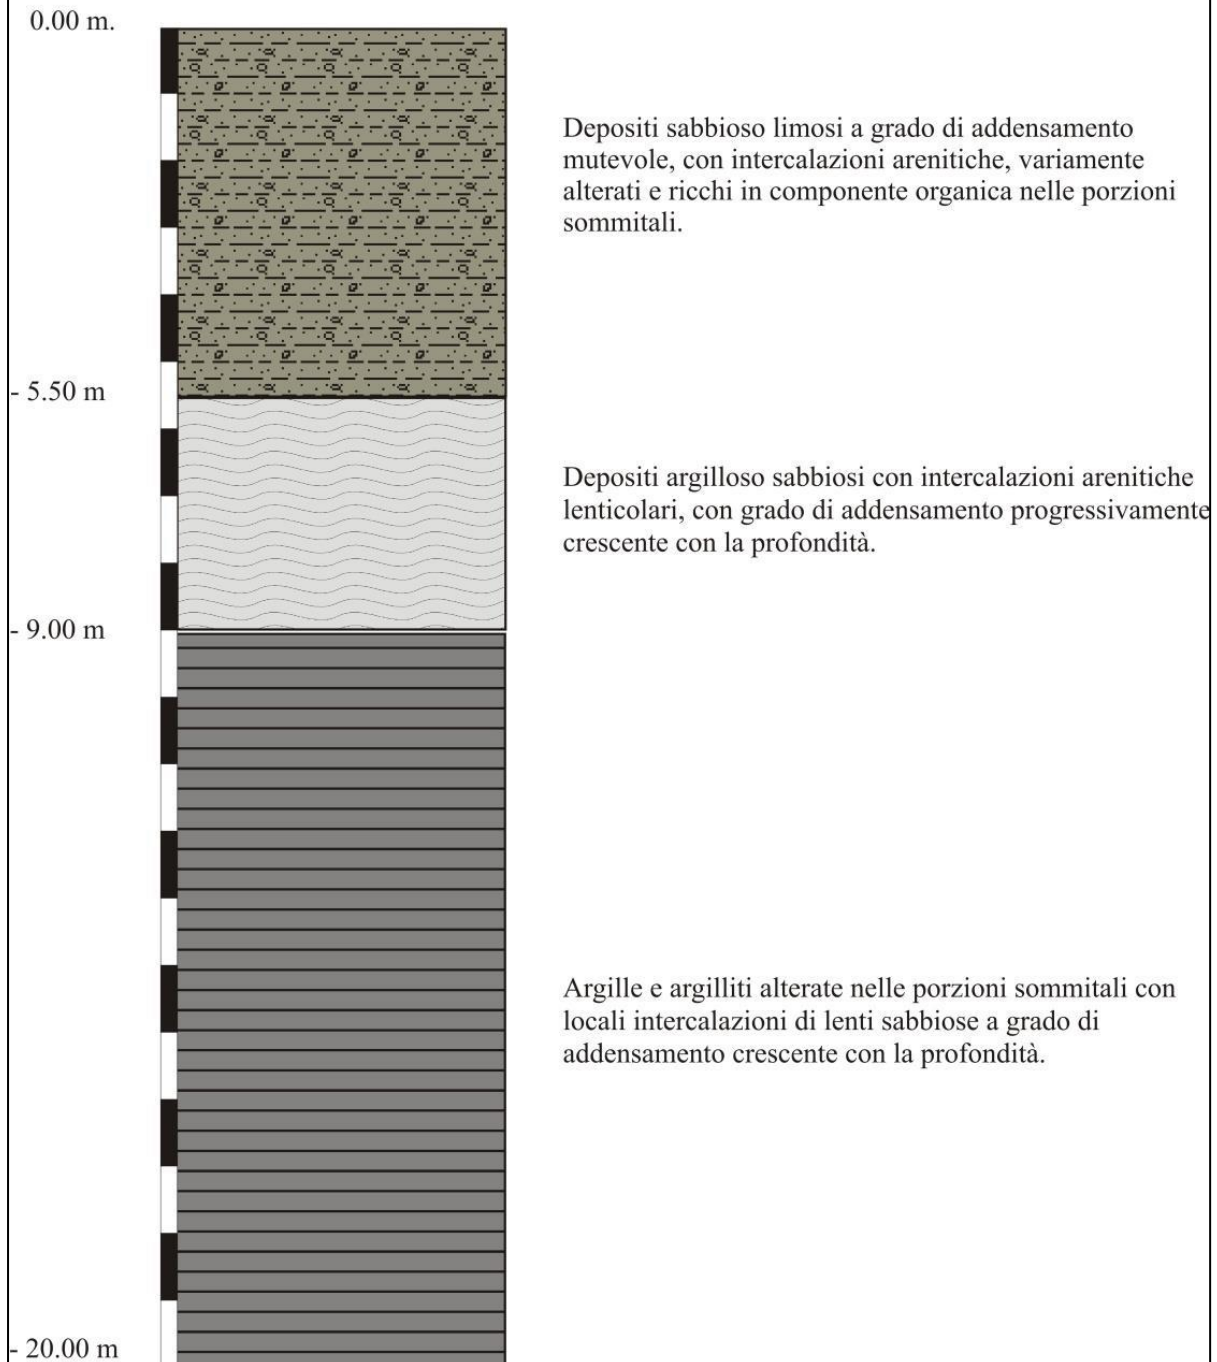 0.00 m.
Depositi sabbioso limosi a grado di addensamento
mutevole, con intercalazioni arenitiche, variamente
alterati e ricchi in componente organica nelle porzioni
sommitali.
- 5.50 m
Depositi argilloso sabbiosi con intercalazioni arenitiche
lenticolari, con grado di addensamento progressivamente
crescente con la profondità.
- 9.00 m
Argille e argilliti alterate nelle porzioni sommitali con
locali intercalazioni di lenti sabbiose a grado di
addensamento crescente con la profondità.
- 20.00 m